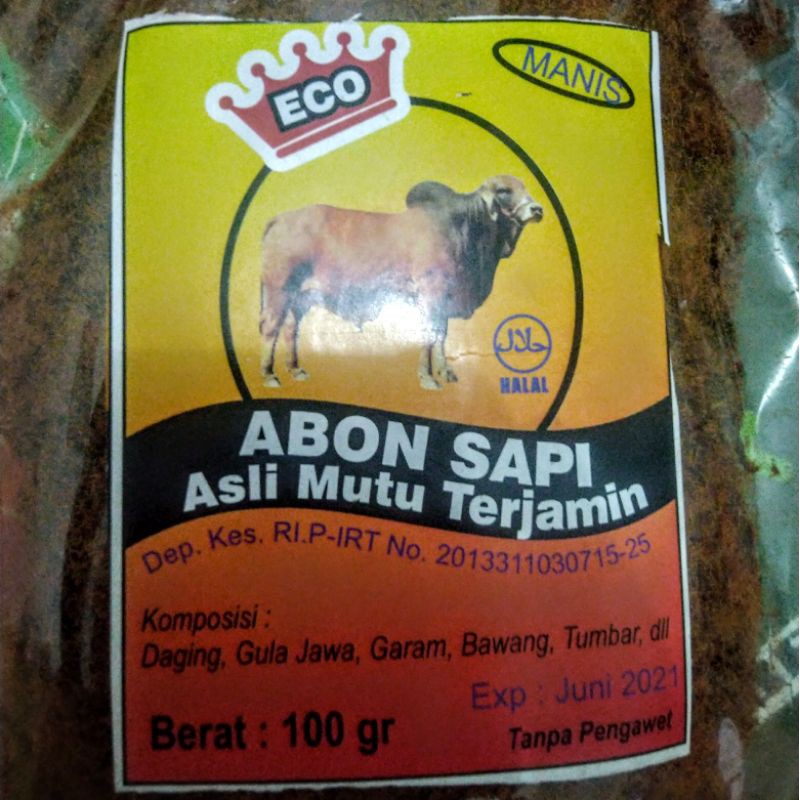 ECO
MANIS
حلال
HALAL
ABON SAPI
Asli Mutu Terjamin
Dep. Kes. RI.P-IRT No. 2013311030715-25
Komposisi :
Daging, Gula Jawa, Garam, Bawang, Tumbar, dll
Exp : Juni 2021
Berat : 100 gr
Tanpa Pengawet